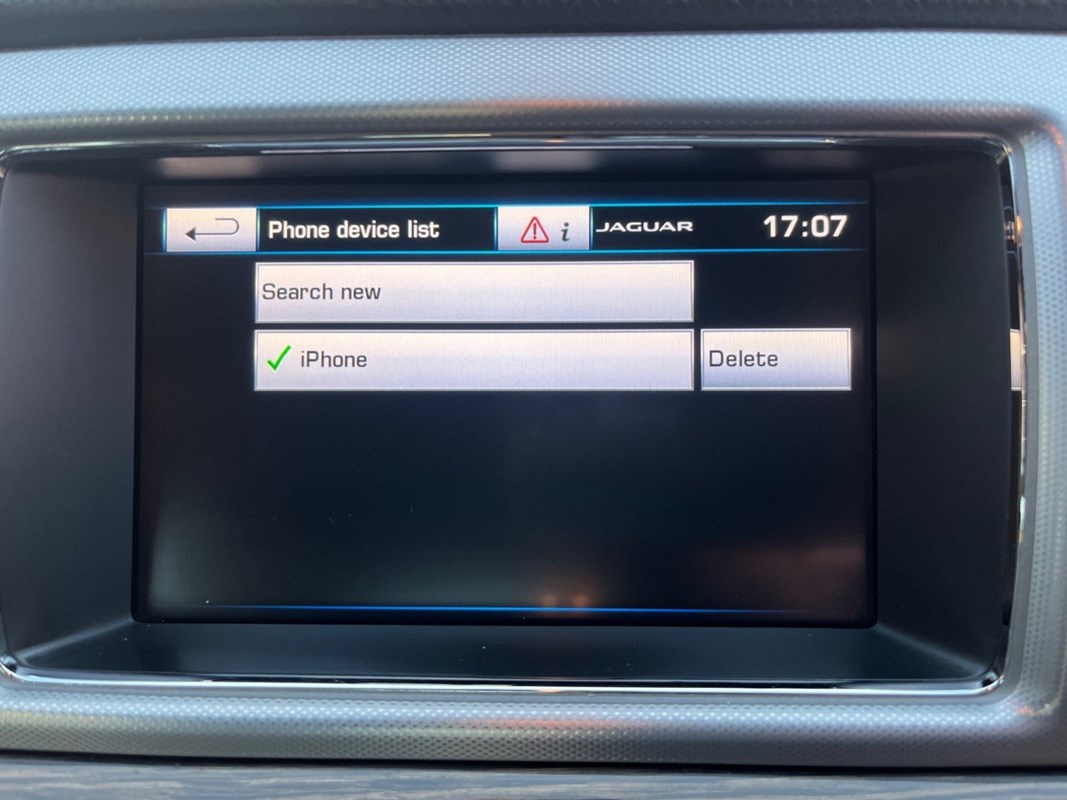 Phone device list
i
JAGUAR
17:07
Search new
iPhone
Delete